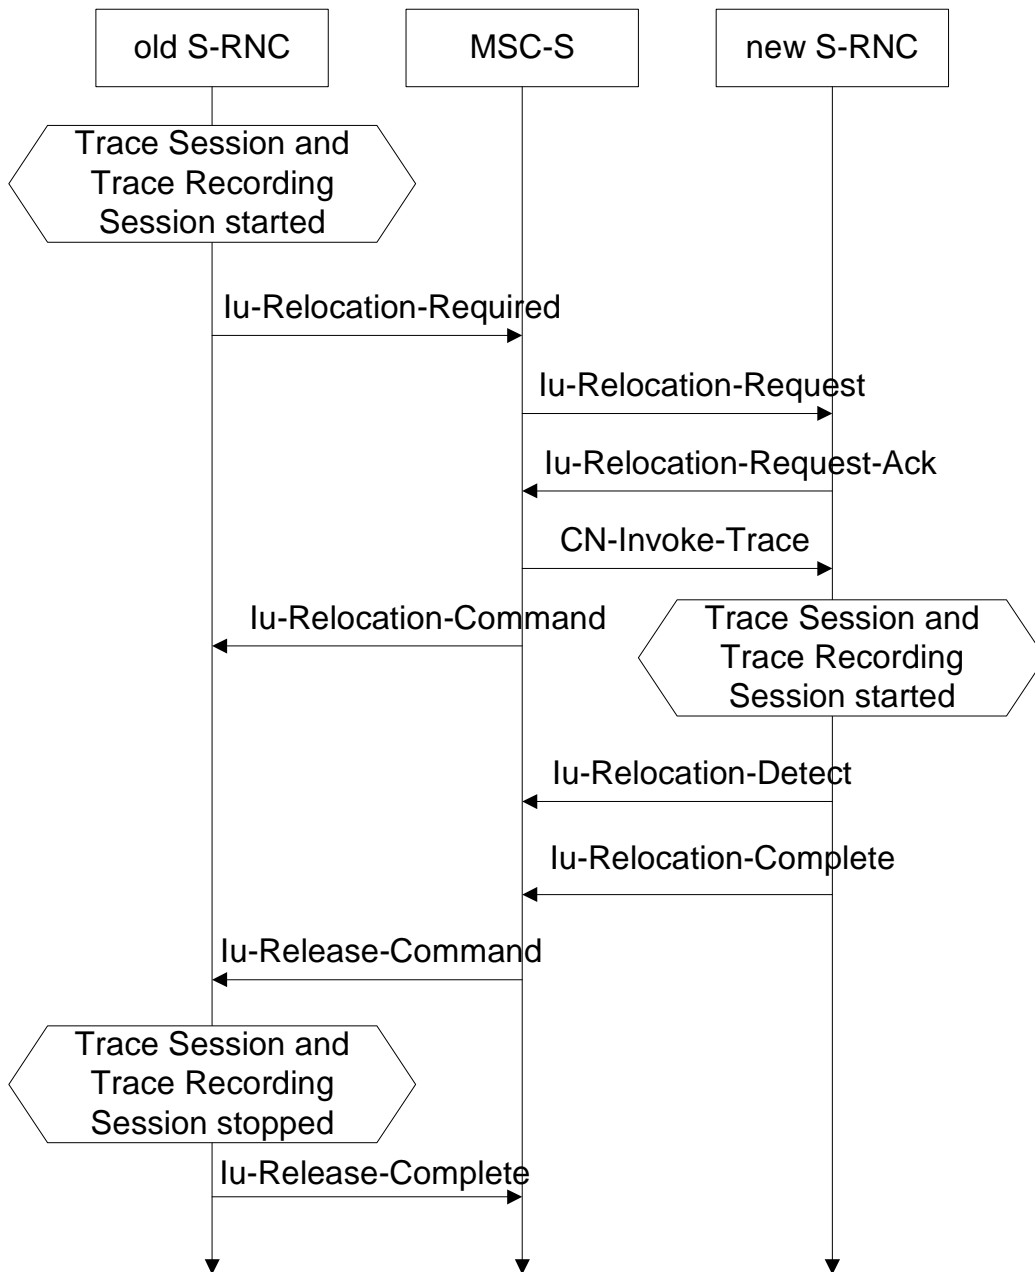 old S-RNC
MSC-S
new S-RNC
Trace Session and
Trace Recording
Session started
Iu-Relocation-Required
Iu-Relocation-Request
Iu-Relocation-Request-Ack
CN-Invoke-Trace
Iu-Relocation-Command
Trace Session and
Trace Recording
Session started
Iu-Relocation-Detect
Iu-Relocation-Complete
Iu-Release-Command
Trace Session and
Trace Recording
Session stopped
Iu-Release-Complete